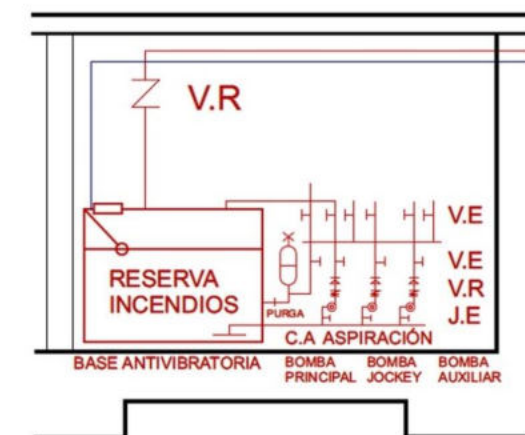 V.R
V.E
V.E
RESERVA
INCENDIOS
V.R
PURGA
J.E
C.A ASPIRACIÓN
BASE ANTIVIBRATORIA
BOMBA
PRINCIPAL
BOMBA
JOCKEY
BOMBA
AUXILIAR